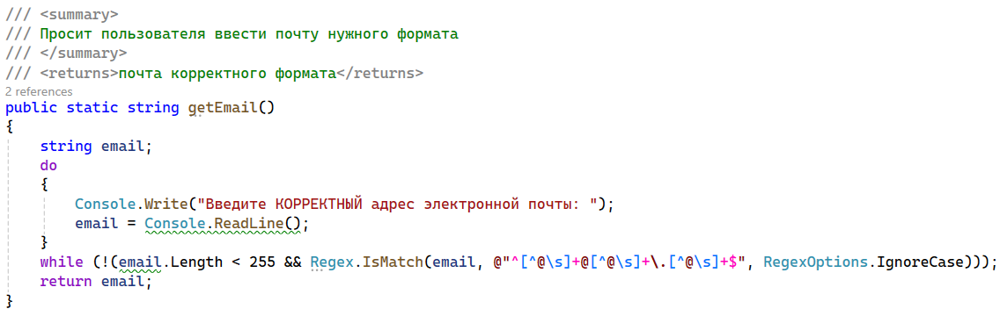 /// <summary>
/// Просит пользователя ввести почту нужного формата
/// </summary>
/// <returns>почта корректного формата</returns>
2 references
public static string getEmail()
{
    string email;
    do
    {
        Console.Write("Введите КОРРЕКТНЫЙ адрес электронной почты: ");
        email = Console.ReadLine();
    }
    while (!(email.Length < 255 && Regex.IsMatch(email, @"^[^@\s]+@[^@\s]+\.[^@\s]+$", RegexOptions.IgnoreCase)));
    return email;
}